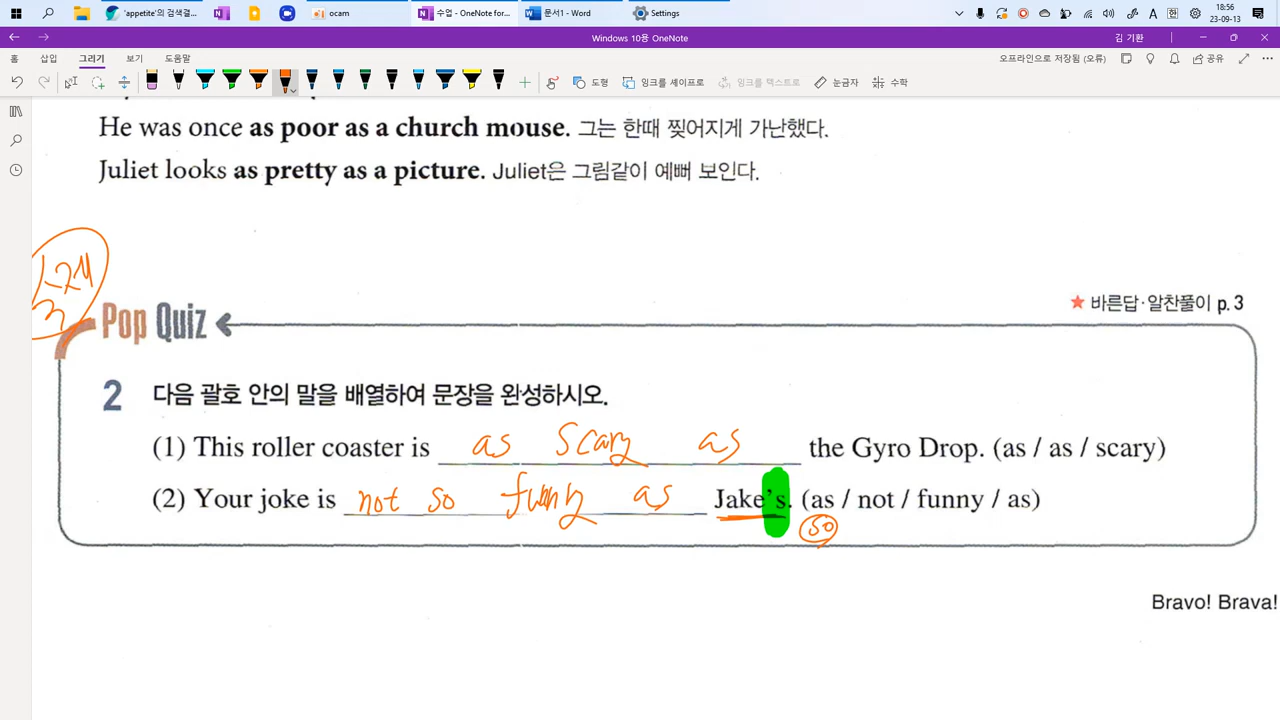 'appetite'의 검색결...
ocam
수업 - OneNote for...
문서1 - Word
Settings
A
한
18:56
23-09-13
Windows 10용 OneNote
김 기환
홈 삽입 그리기 보기 도움말
오프라인으로 저장됨 (오류)
공유
도형
잉크를 셰이프로
잉크를 텍스트로
눈금자
수학
He was once as poor as a church mouse. 그는 한때 찢어지게 가난했다.
Juliet looks as pretty as a picture. Juliet은 그림같이 예뻐 보인다.
시제
3
Pop Quiz
★ 바른답·알찬풀이 p.3
2 다음 괄호 안의 말을 배열하여 문장을 완성하시오.
(1) This roller coaster is as scary as the Gyro Drop. (as / as / scary)
(2) Your joke is not so funny as Jake's. (as / not / funny / as)
so
Bravo! Brava!